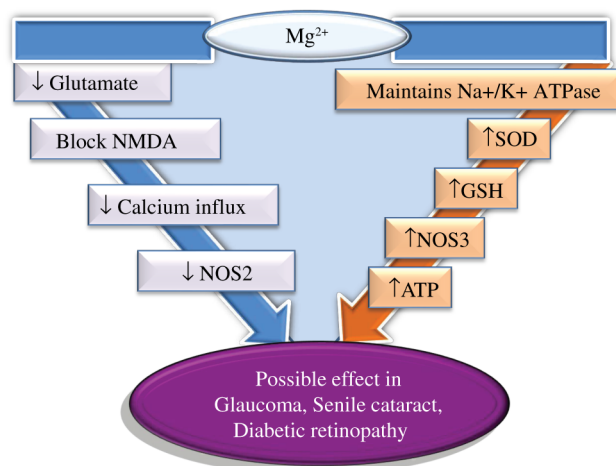 Mg²⁺
↓ Glutamate
Block NMDA
↓ Calcium influx
↓ NOS2
Maintains Na+/K+ ATPase
↑SOD
↑GSH
↑NOS3
↑ATP
Possible effect in
Glaucoma, Senile cataract,
Diabetic retinopathy